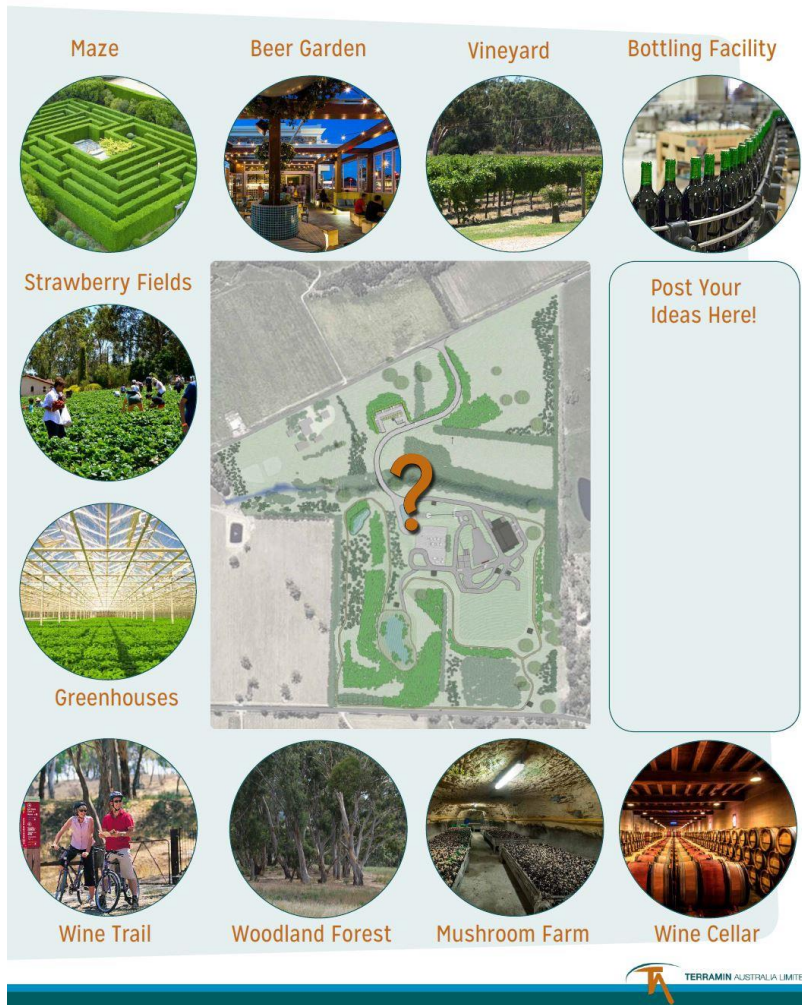 Maze
Beer Garden
Vineyard
Bottling Facility
Strawberry Fields
Post Your
Ideas Here!
?
Greenhouses
Wine Trail
Woodland Forest
Mushroom Farm
Wine Cellar
TERRAMIN AUSTRALIA LIMITE